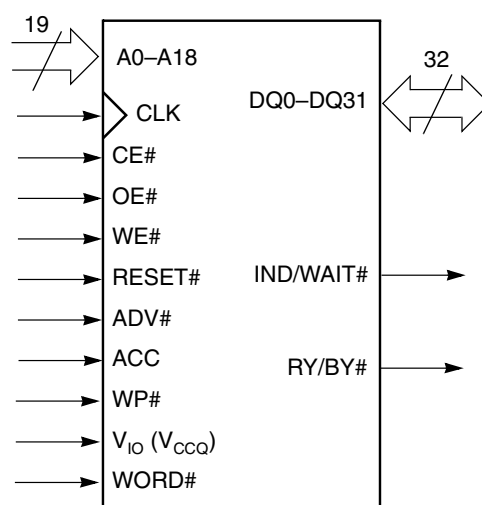 19
A0–A18
32
DQ0–DQ31
CLK
CE#
OE#
WE#
RESET#
IND/WAIT#
ADV#
ACC
RY/BY#
WP#
VIO (VCCQ)
WORD#